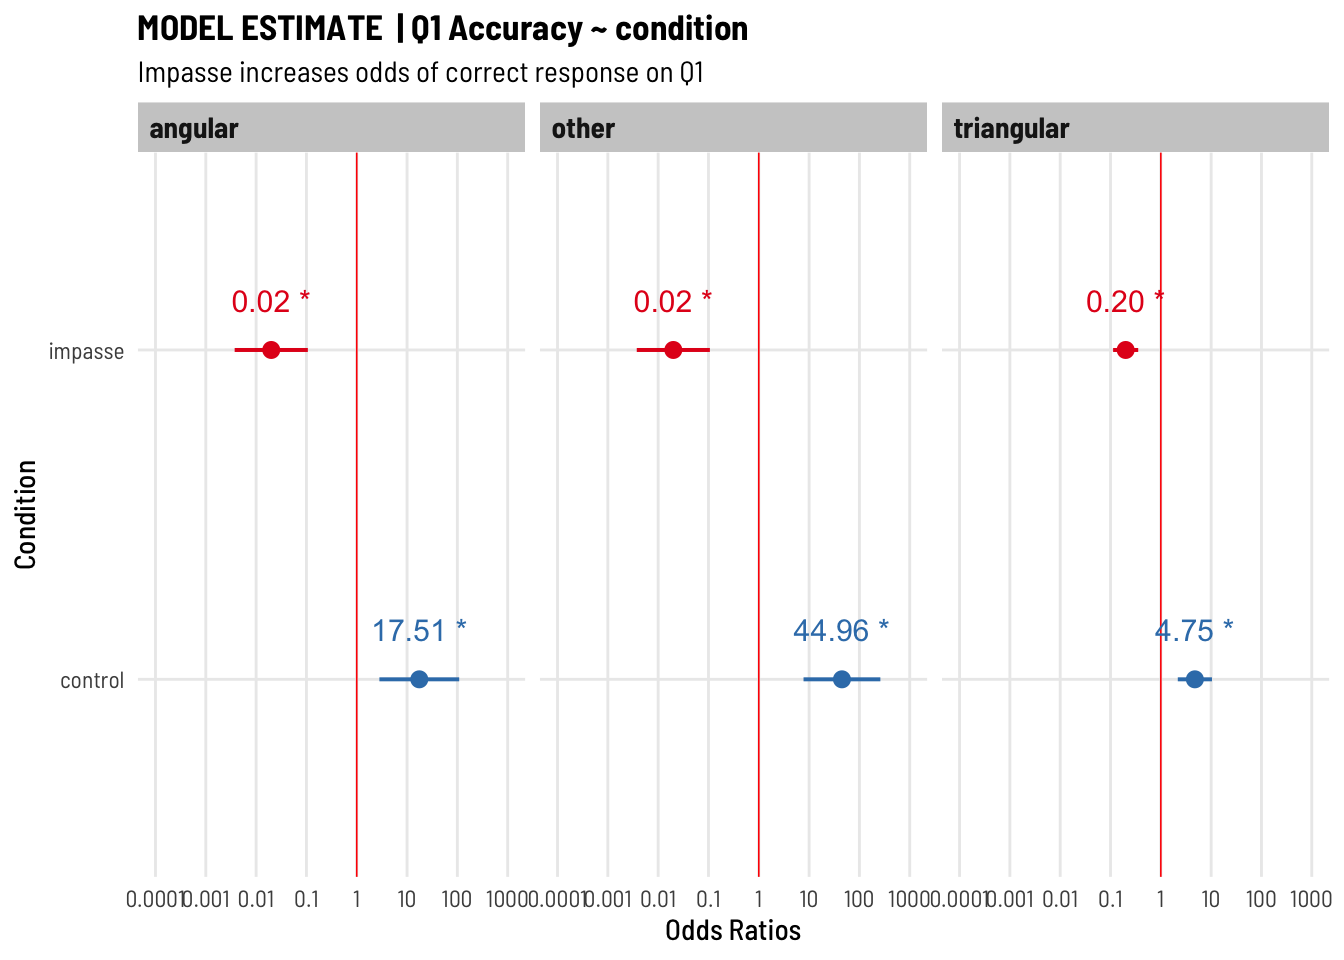 MODEL ESTIMATE | Q1 Accuracy ~ condition
Impasse increases odds of correct response on Q1
angular other triangular
0.02 * 0.02 * 0.20 *
impasse
Condition
17.51 * 44.96 * 4.75 *
control
0.0001 0.001 0.01 0.1 1 10 100 1000 0.0001 0.001 0.01 0.1 1 10 100 1000 0.0001 0.001 0.01 0.1 1 10 100 1000
Odds Ratios